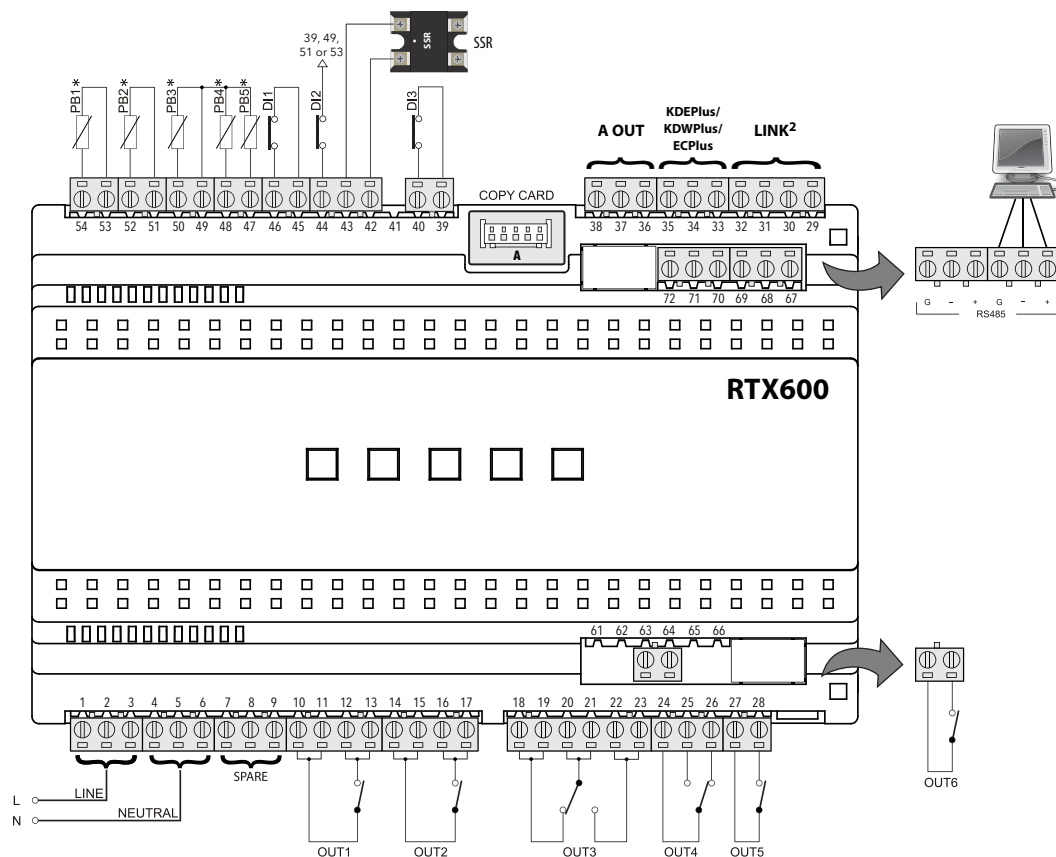 SSR
SSR
39, 49,
51 or 53
PB1*
PB2*
PB3*
PB4*
PB5*
DI1
DI2
DI3
A OUT
KDEPlus/
KDWPlus/
ECPlus
LINK²
54 53 52 51 50 49 48 47 46 45 44 43 42 41 40 39
COPY CARD
A
38 37 36 35 34 33 32 31 30 29
72 71 70 69 68 67
G - + G - +
RS485
RTX600
61 62 63 64 65 66
1 2 3 4 5 6 7 8 9 10 11 12 13 14 15 16 17
18 19 20 21 22 23 24 25 26 27 28
LINE
NEUTRAL
L
N
SPARE
OUT1
OUT2
OUT3
OUT4
OUT5
OUT6